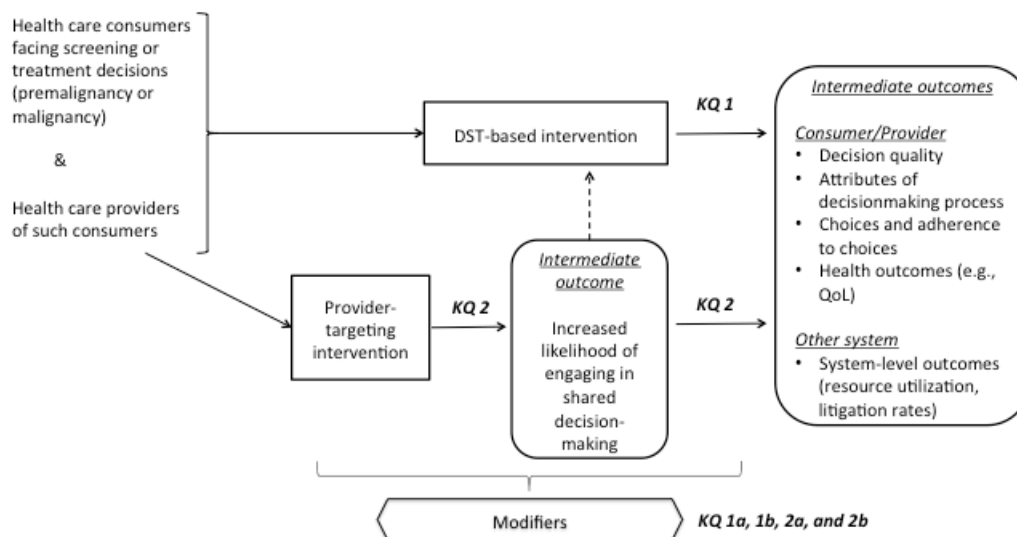 Health care consumers
facing screening or
treatment decisions
(premalignancy or
malignancy)
&
Health care providers
of such consumers
DST-based intervention
KQ 1
Provider-
targeting
intervention
KQ 2
Intermediate
outcome
Increased
likelihood of
engaging in
shared
decision-
making
KQ 2
Intermediate outcomes
Consumer/Provider
• Decision quality
• Attributes of
decisionmaking process
• Choices and adherence
to choices
• Health outcomes (e.g.,
QoL)
Other system
• System-level outcomes
(resource utilization,
litigation rates)
Modifiers
KQ 1a, 1b, 2a, and 2b